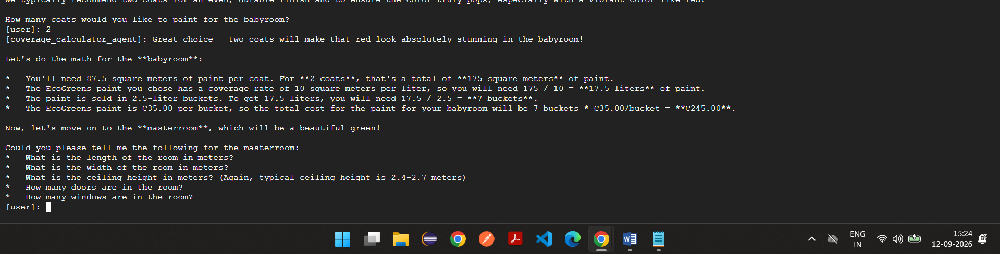 We typically recommend two coats for an even, durable finish and to ensure the color truly pops, especially with a vibrant color like red!
How many coats would you like to paint for the babyroom?
[user]: 2
[coverage_calculator_agent]: Great choice – two coats will make that red look absolutely stunning in the babyroom!
Let's do the math for the **babyroom**:
*   You'll need 87.5 square meters of paint per coat. For **2 coats**, that's a total of **175 square meters** of paint.
*   The EcoGreens paint you chose has a coverage rate of 10 square meters per liter, so you will need 175 / 10 = **17.5 liters** of paint.
*   The paint is sold in 2.5-liter buckets. To get 17.5 liters, you will need 17.5 / 2.5 = **7 buckets**.
*   The EcoGreens paint is €35.00 per bucket, so the total cost for the paint for your babyroom will be 7 buckets * €35.00/bucket = **€245.00**.
Now, let's move on to the **masterroom**, which will be a beautiful green!
Could you please tell me the following for the masterroom:
*   What is the length of the room in meters?
*   What is the width of the room in meters?
*   What is the ceiling height in meters? (Again, typical ceiling height is 2.4-2.7 meters)
*   How many doors are in the room?
*   How many windows are in the room?
[user]:
ENG
IN
15:24
12-09-2026